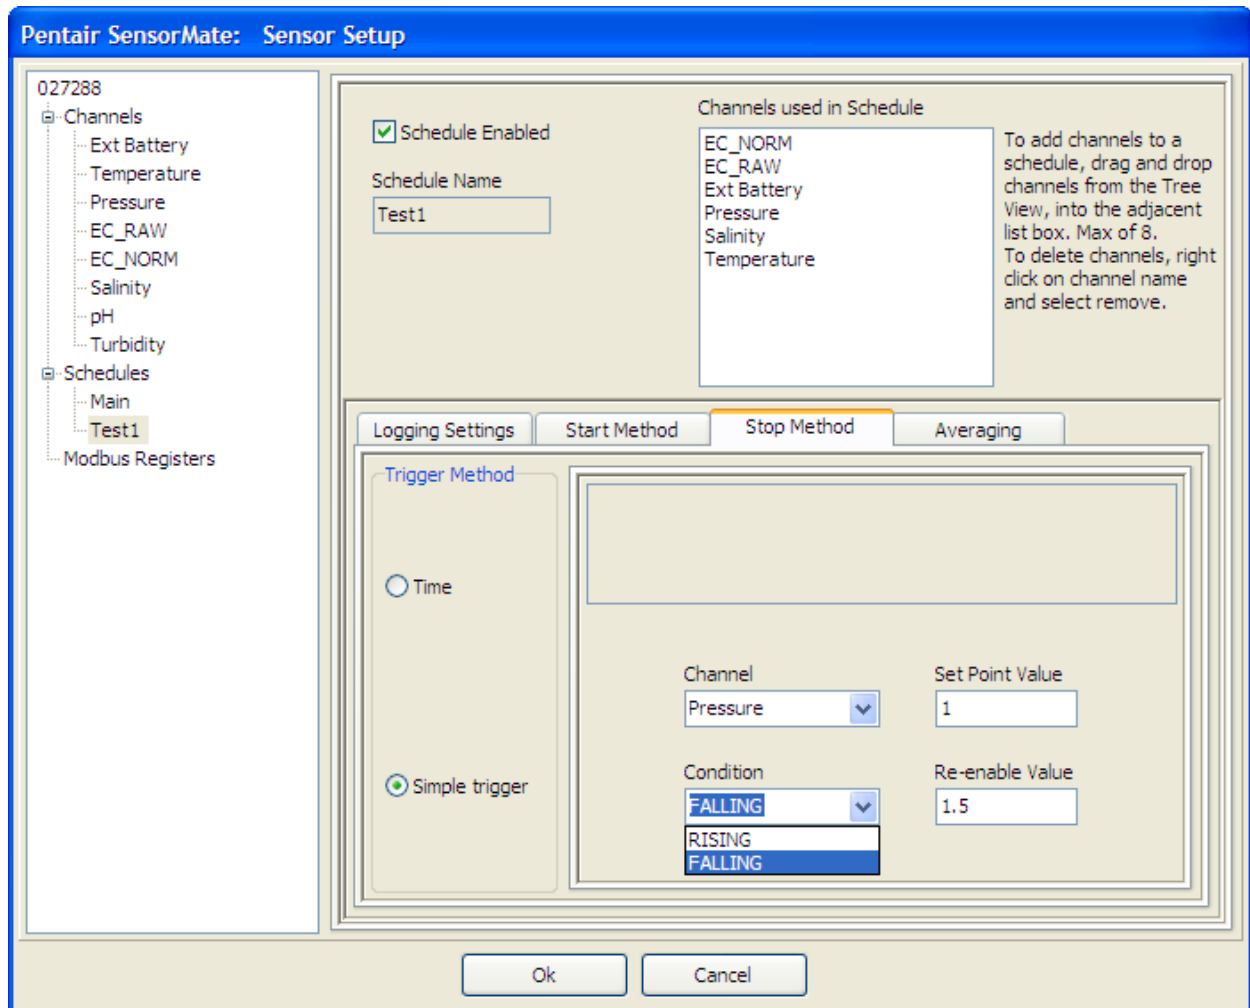 Pentair SensorMate: Sensor Setup
027288
Channels
Ext Battery
Temperature
Pressure
EC_RAW
EC_NORM
Salinity
pH
Turbidity
Schedules
Main
Test1
Modbus Registers
Schedule Enabled
Schedule Name
Test1
Channels used in Schedule
EC_NORM
EC_RAW
Ext Battery
Pressure
Salinity
Temperature
To add channels to a
schedule, drag and drop
channels from the Tree
View, into the adjacent
list box. Max of 8.
To delete channels, right
click on channel name
and select remove.
Logging Settings
Start Method
Stop Method
Averaging
Trigger Method
Time
Simple trigger
Channel
Pressure
Set Point Value
1
Condition
FALLING
RISING
FALLING
Re-enable Value
1.5
Ok
Cancel